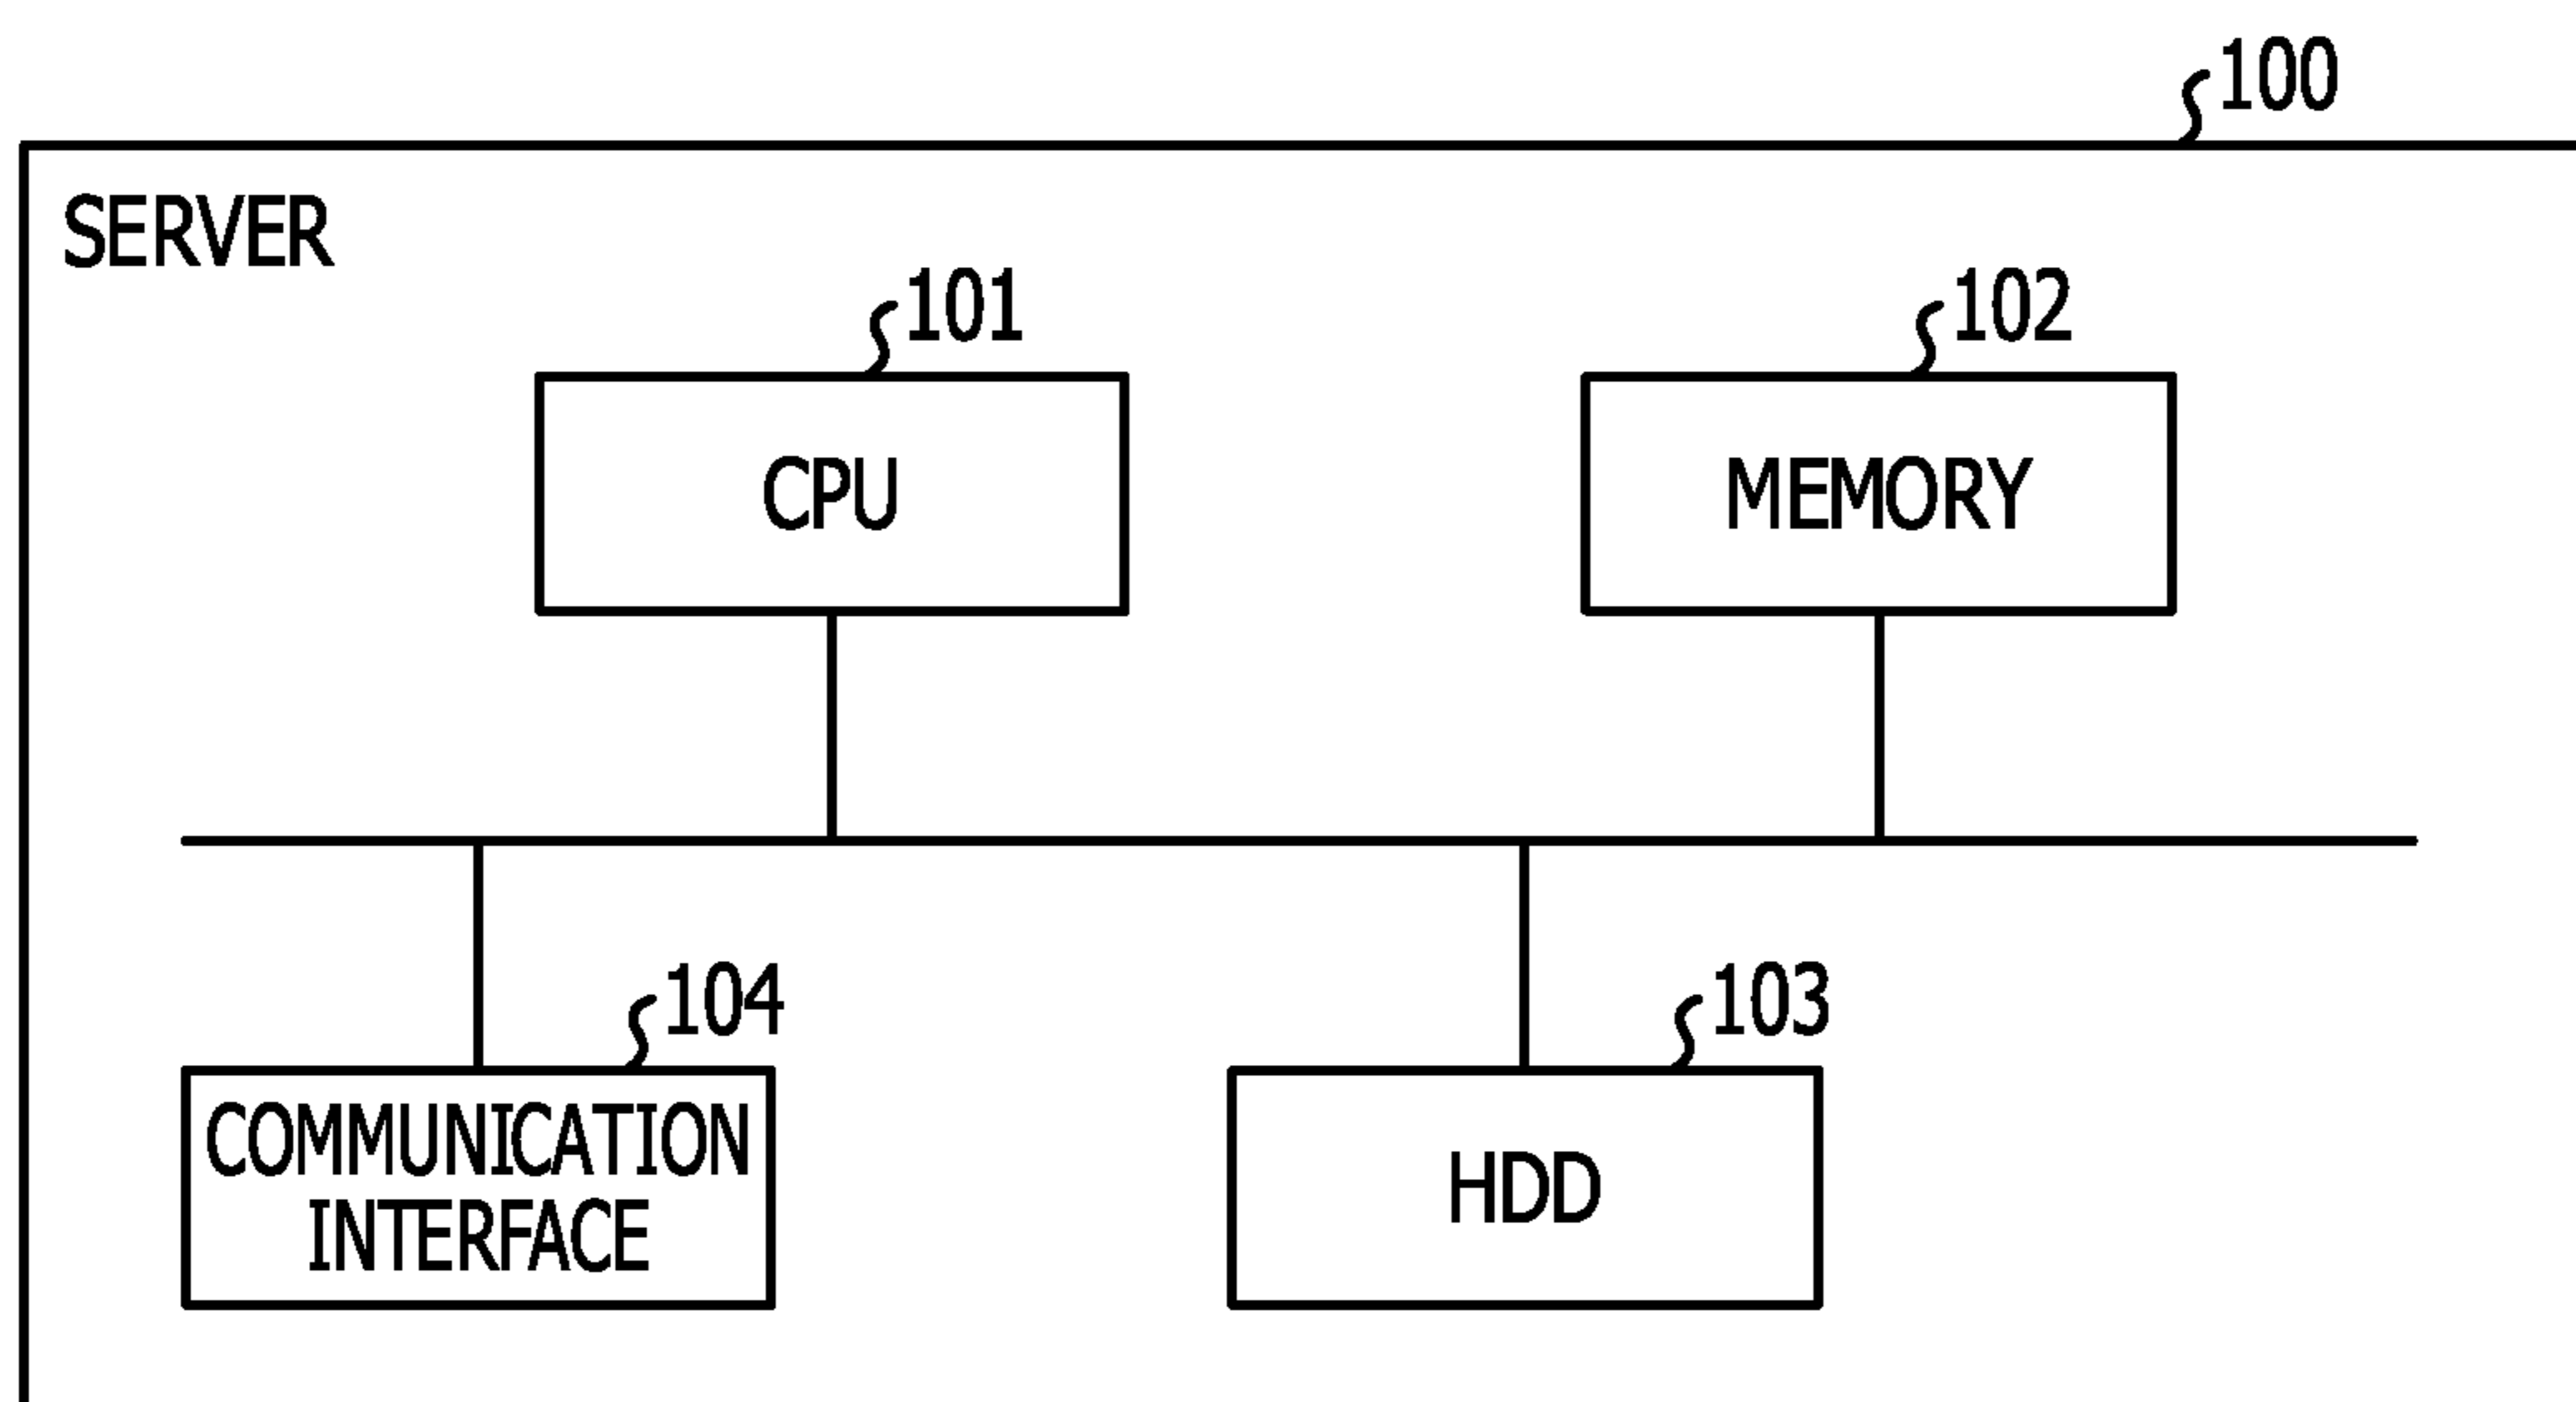 100
SERVER
101
102
CPU
MEMORY
104
103
COMMUNICATION
INTERFACE
HDD